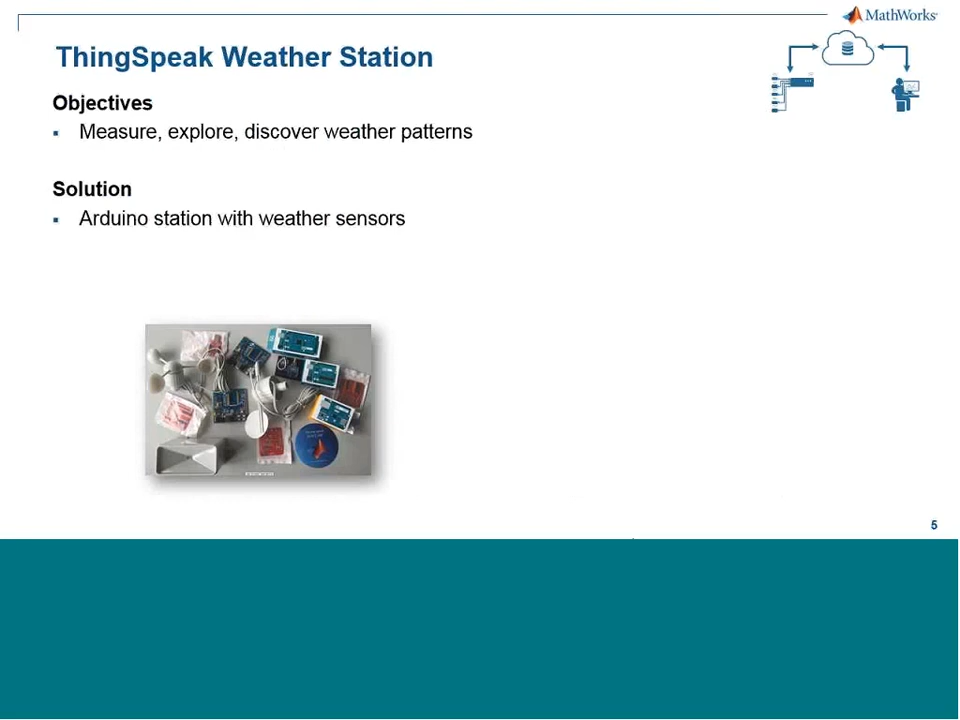 MathWorks
ThingSpeak Weather Station
Objectives
▪ Measure, explore, discover weather patterns
Solution
▪ Arduino station with weather sensors
5